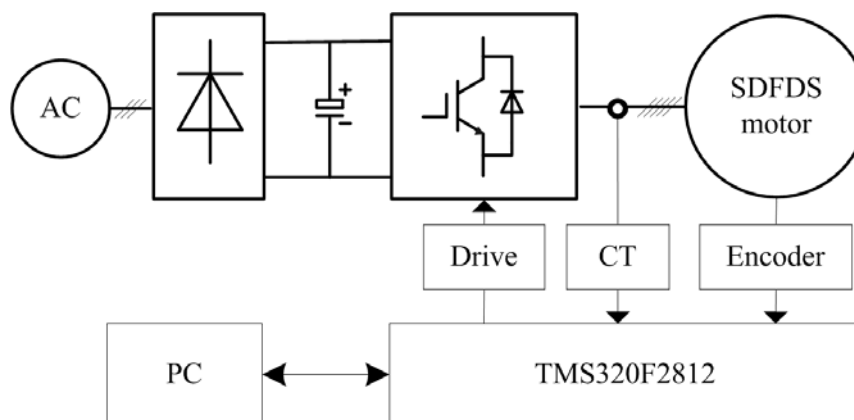 AC
+
-
SDFDS
motor
Drive
CT
Encoder
PC
TMS320F2812